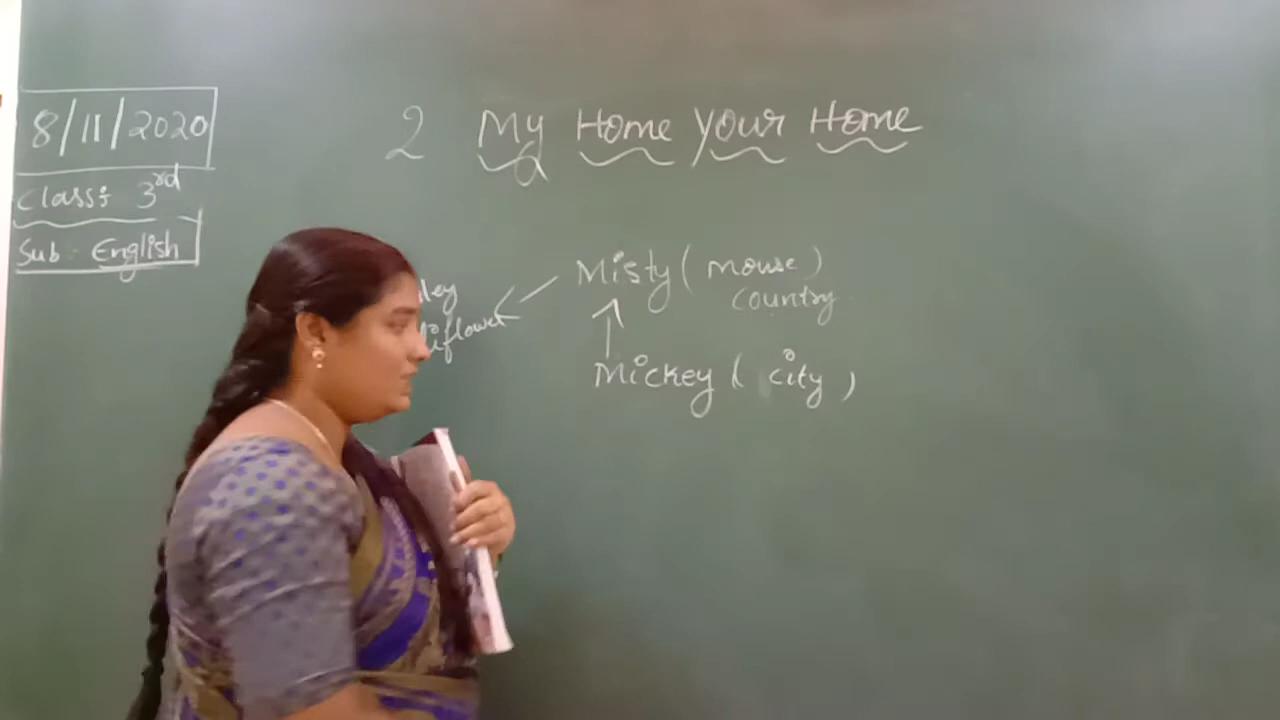 8/11/2020
Class: 3rd
Sub: English
2 My Home Your Home
Misty (mouse)
country
Mickey (city)